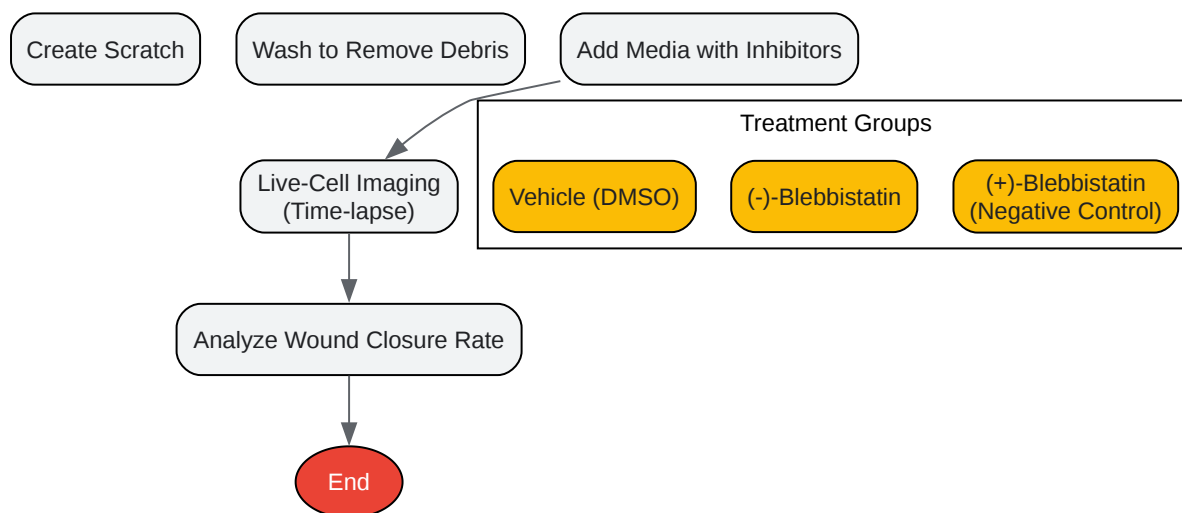 Create Scratch
Wash to Remove Debris
Add Media with Inhibitors
Treatment Groups
Live-Cell Imaging
(Time-lapse)
Vehicle (DMSO)
(-)-Blebbistatin
(+)-Blebbistatin
(Negative Control)
Analyze Wound Closure Rate
End